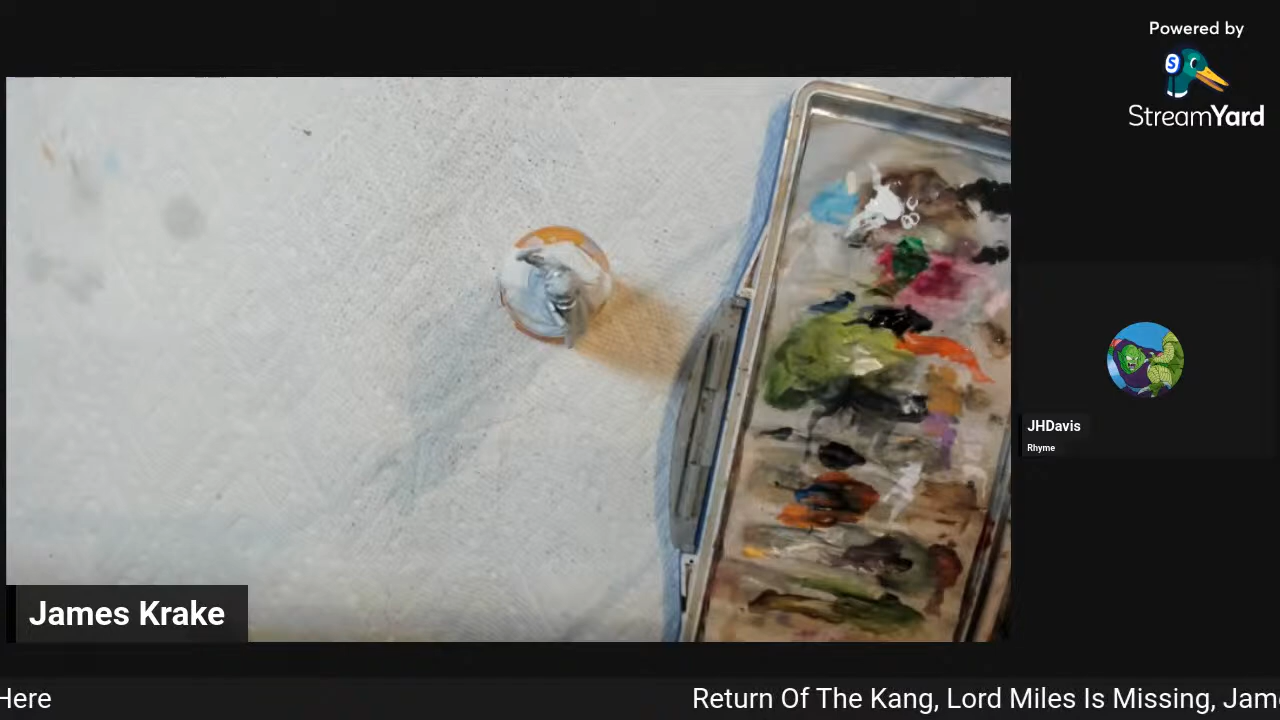 Powered by
StreamYard
JHDavis
Rhyme
James Krake
Here
Return Of The Kang, Lord Miles Is Missing, Jam